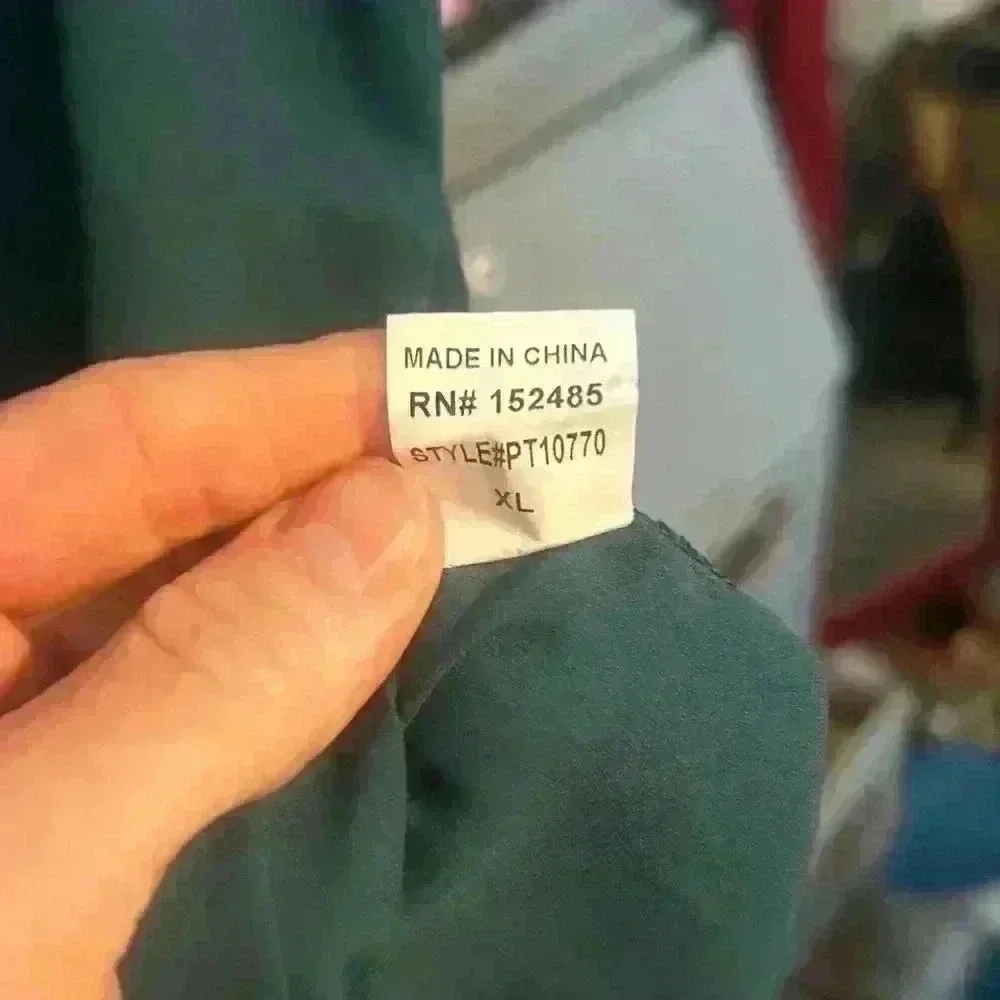 MADE IN CHINA
RN# 152485
STYLE#PT10770
XL